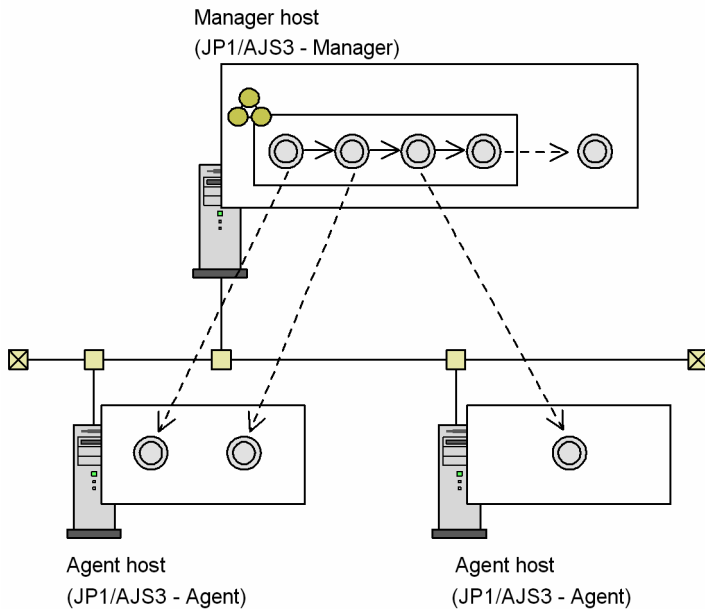 Manager host
(JP1/AJS3 - Manager)
Agent host
(JP1/AJS3 - Agent)
Agent host
(JP1/AJS3 - Agent)